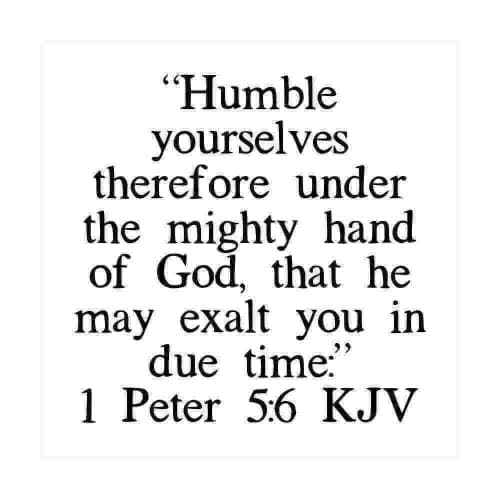 “Humble
yourselves
therefore under
the mighty hand
of God, that he
may exalt you in
due time:”
1 Peter 5:6 KJV